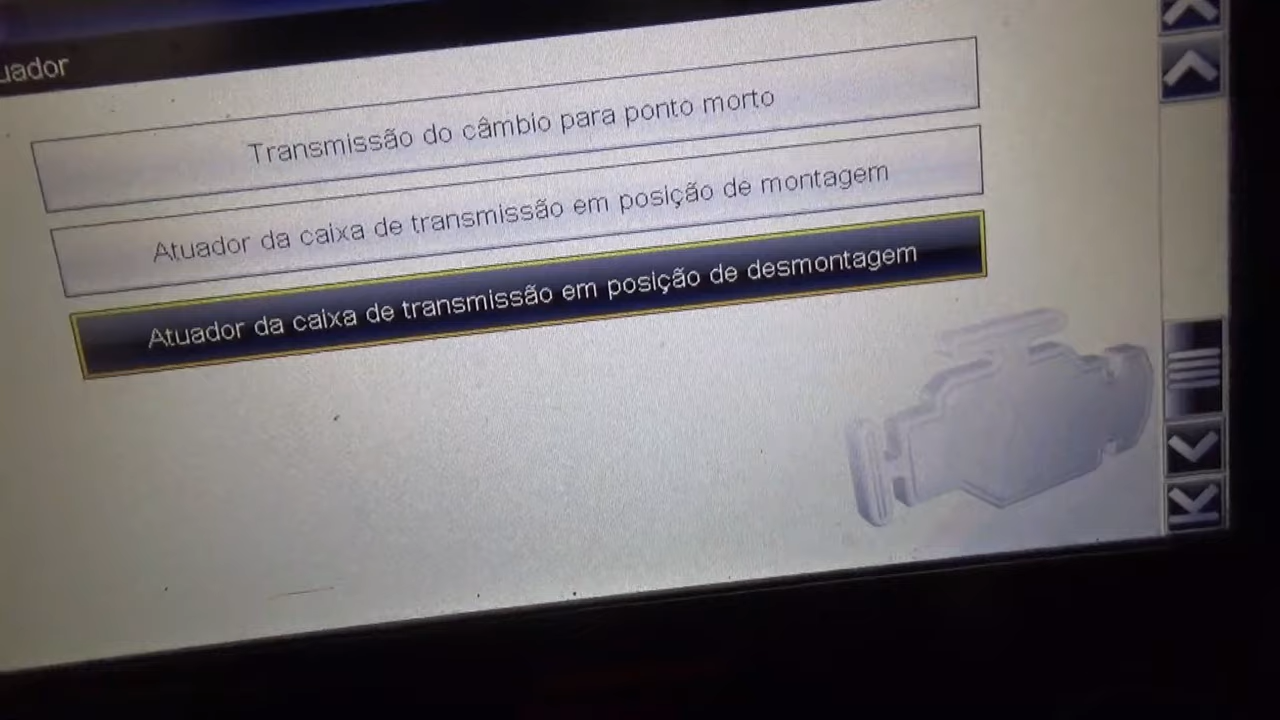 uador
Transmissão do câmbio para ponto morto
Atuador da caixa de transmissão em posição de montagem
Atuador da caixa de transmissão em posição de desmontagem